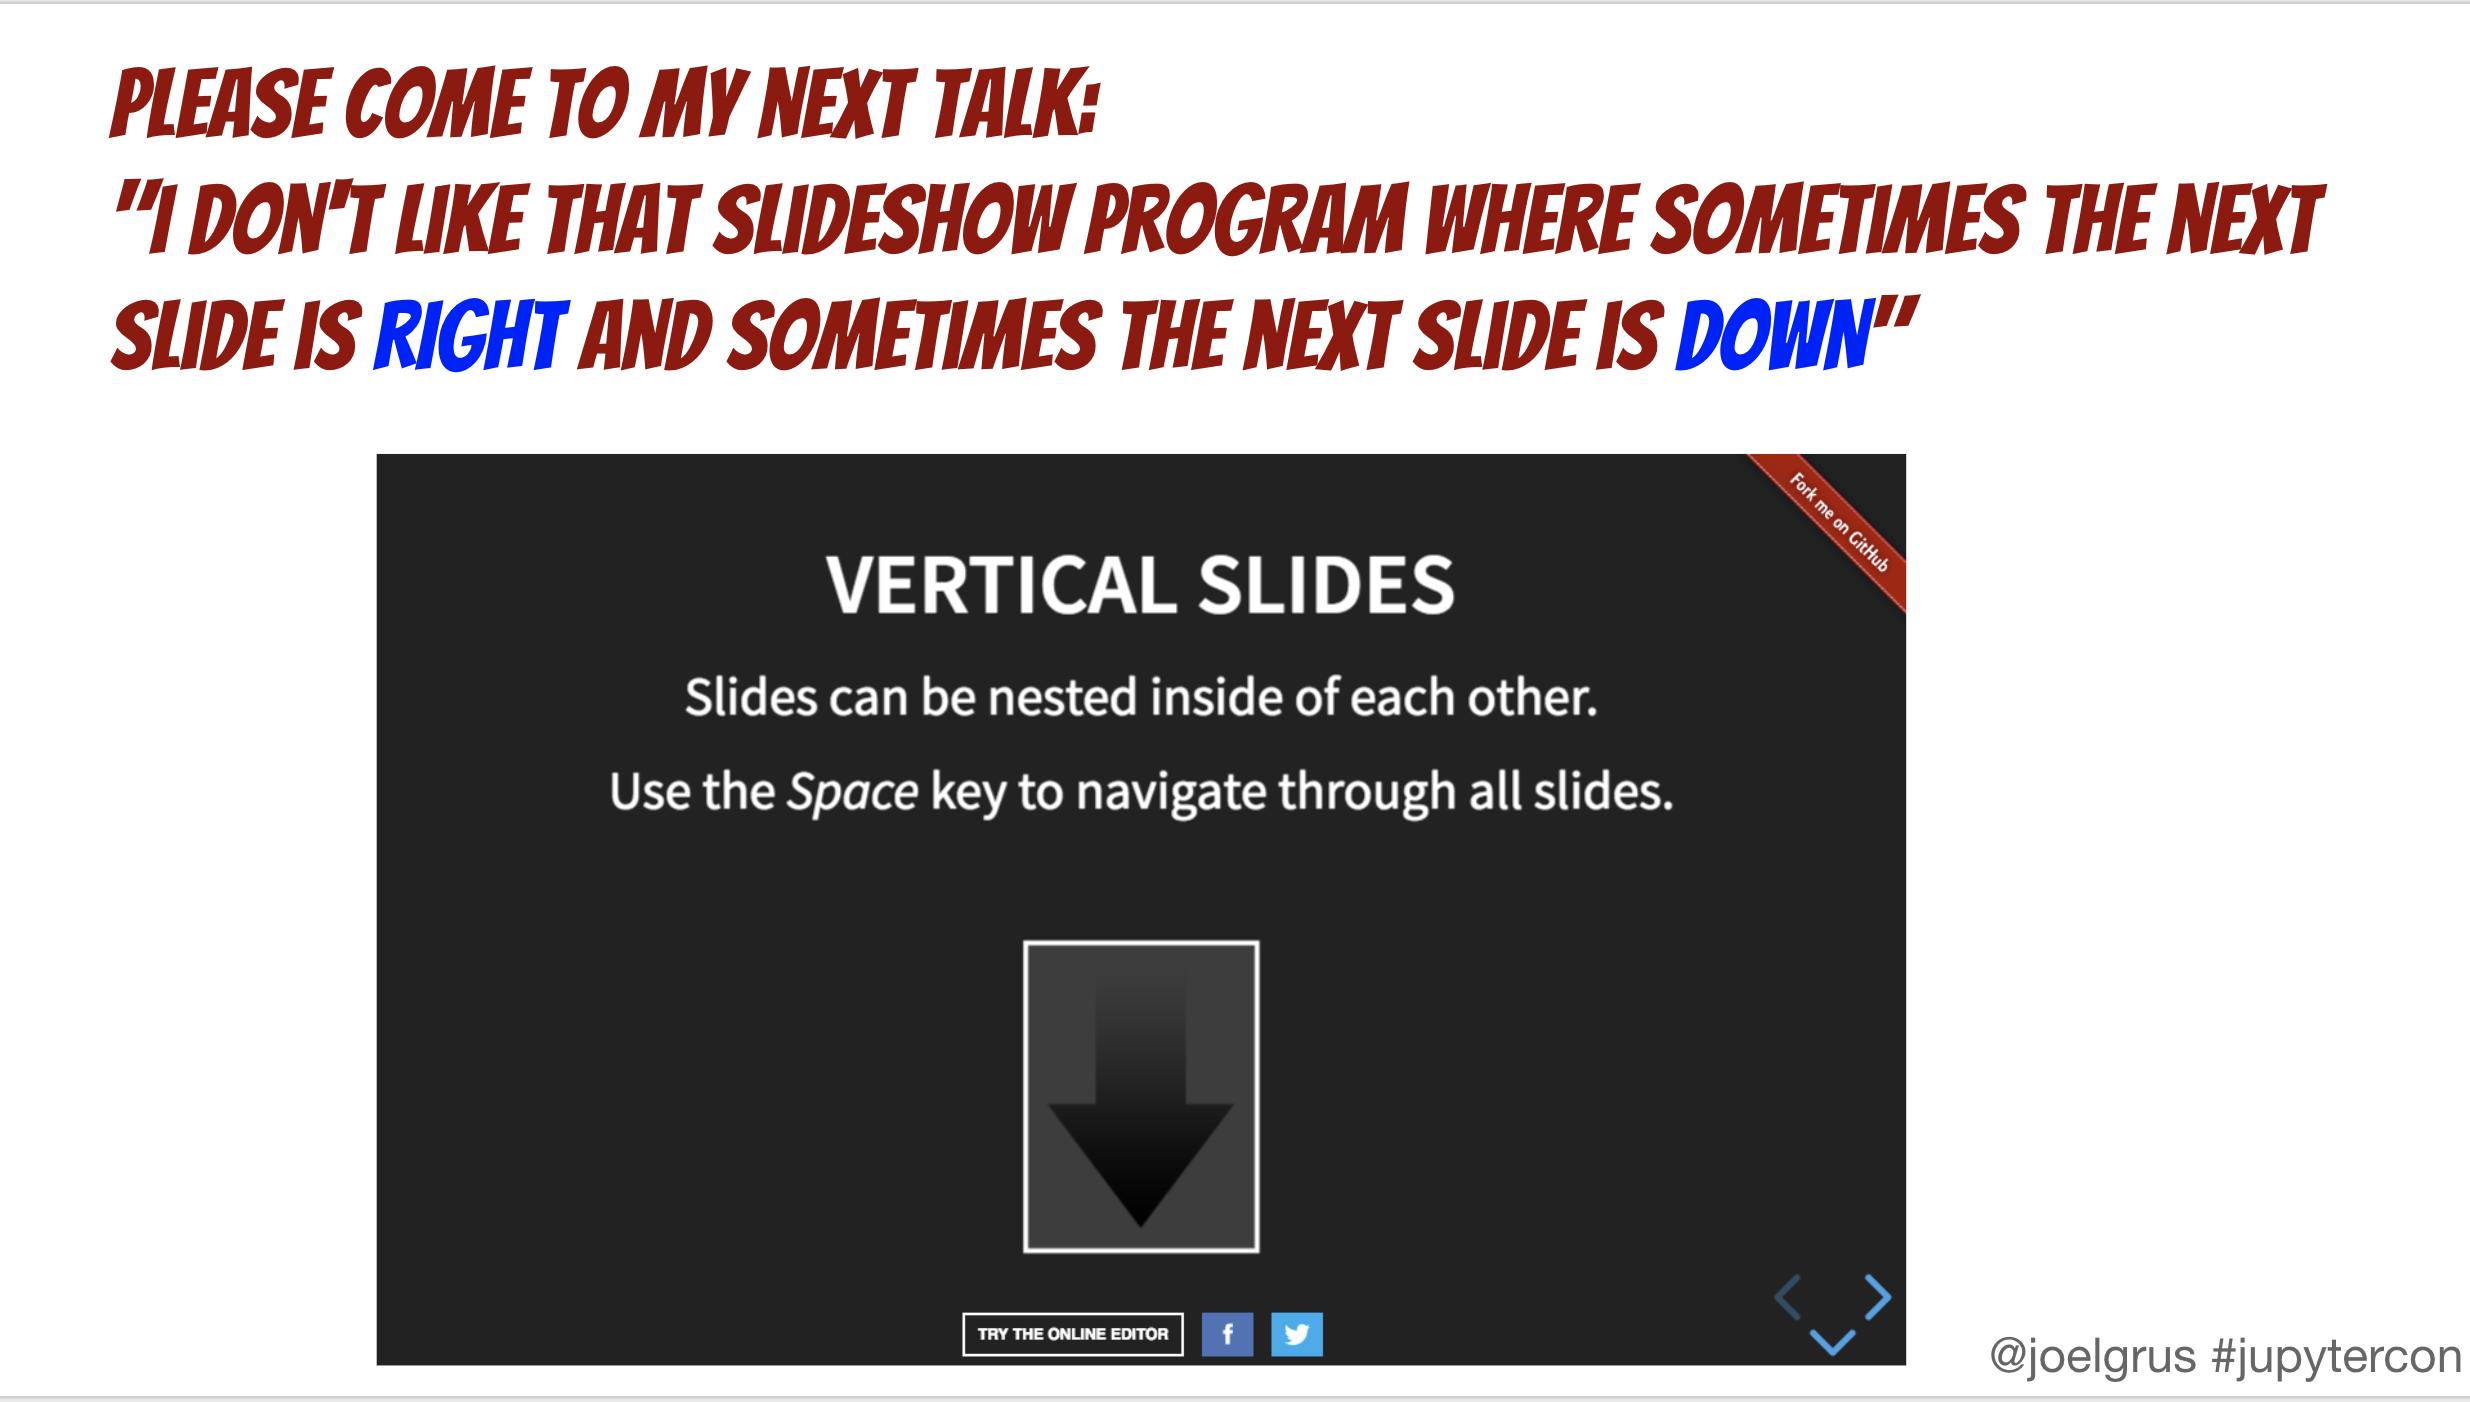 PLEASE COME TO MY NEXT TALK:
"I DON'T LIKE THAT SLIDESHOW PROGRAM WHERE SOMETIMES THE NEXT
SLIDE IS RIGHT AND SOMETIMES THE NEXT SLIDE IS DOWN"
Fork me on GitHub
VERTICAL SLIDES
Slides can be nested inside of each other.
Use the Space key to navigate through all slides.
TRY THE ONLINE EDITOR
f
@joelgrus #jupytercon